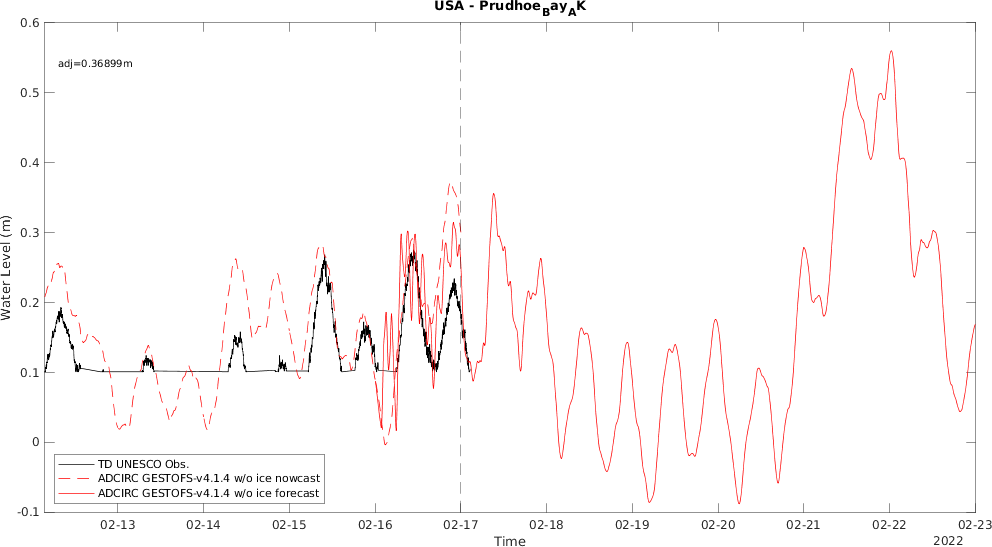 USA - Prudhoe_Bay_AK
0.6
adj=0.36899m
0.5
0.4
0.3
0.2
0.1
0
-0.1
Water Level (m)
TD UNESCO Obs.
ADCIRC GESTOFS-v4.1.4 w/o ice nowcast
ADCIRC GESTOFS-v4.1.4 w/o ice forecast
02-13 02-14 02-15 02-16 02-17 02-18 02-19 02-20 02-21 02-22 02-23
Time
2022